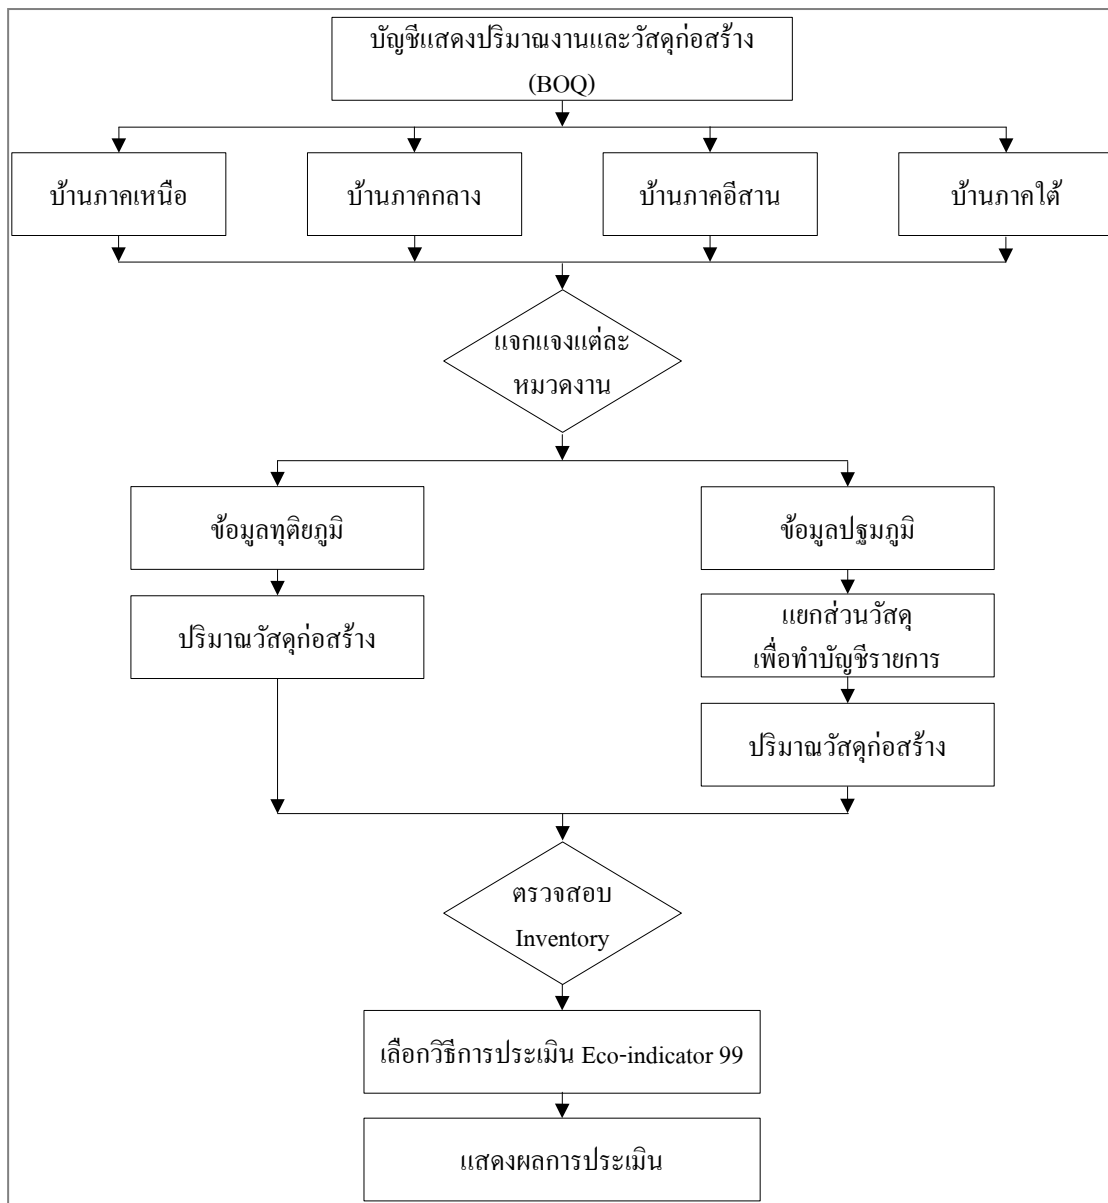 บัญชีแสดงปริมาณงานและวัสดุก่อสร้าง
(BOQ)
บ้านภาคเหนือ
บ้านภาคกลาง
บ้านภาคอีสาน
บ้านภาคใต้
แจกแจงแต่ละ
หมวดงาน
ข้อมูลทุติยภูมิ
ข้อมูลปฐมภูมิ
ปริมาณวัสดุก่อสร้าง
แยกส่วนวัสดุ
เพื่อทำบัญชีรายการ
ปริมาณวัสดุก่อสร้าง
ตรวจสอบ
Inventory
เลือกวิธีการประเมิน Eco-indicator 99
แสดงผลการประเมิน